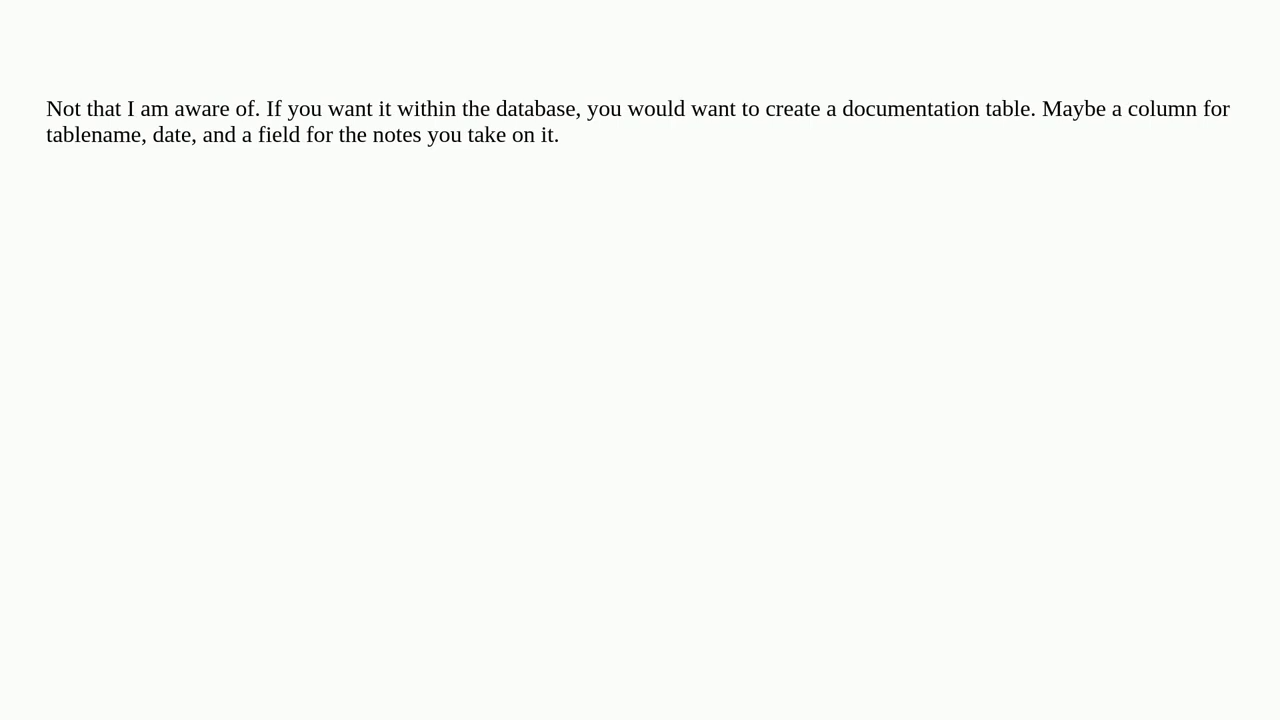 Not that I am aware of. If you want it within the database, you would want to create a documentation table. Maybe a column for
tablename, date, and a field for the notes you take on it.